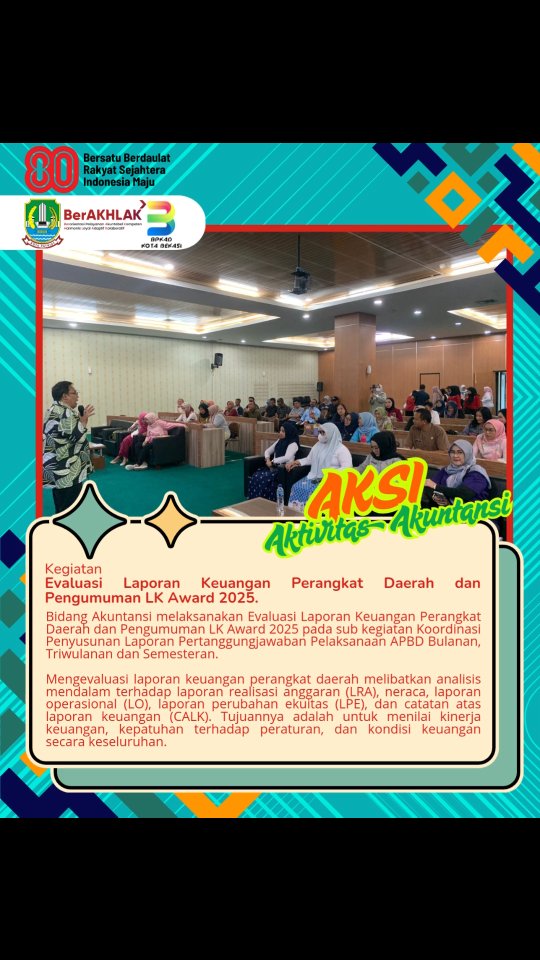 80
Bersatu Berdaulat
Rakyat Sejahtera
Indonesia Maju
BerAKHLAK
BPKAD
KOTA BEKASI
AKSI
Aktivitas Akuntansi
Kegiatan
Evaluasi Laporan Keuangan Perangkat Daerah dan
Pengumuman LK Award 2025.
Bidang Akuntansi melaksanakan Evaluasi Laporan Keuangan Perangkat
Daerah dan Pengumuman LK Award 2025 pada sub kegiatan Koordinasi
Penyusunan Laporan Pertanggungjawaban Pelaksanaan APBD Bulanan,
Triwulanan dan Semesteran.
Mengevaluasi laporan keuangan perangkat daerah melibatkan analisis
mendalam terhadap laporan realisasi anggaran (LRA), neraca, laporan
operasional (LO), laporan perubahan ekuitas (LPE), dan catatan atas
laporan keuangan (CALK). Tujuannya adalah untuk menilai kinerja
keuangan, kepatuhan terhadap peraturan, dan kondisi keuangan
secara keseluruhan.